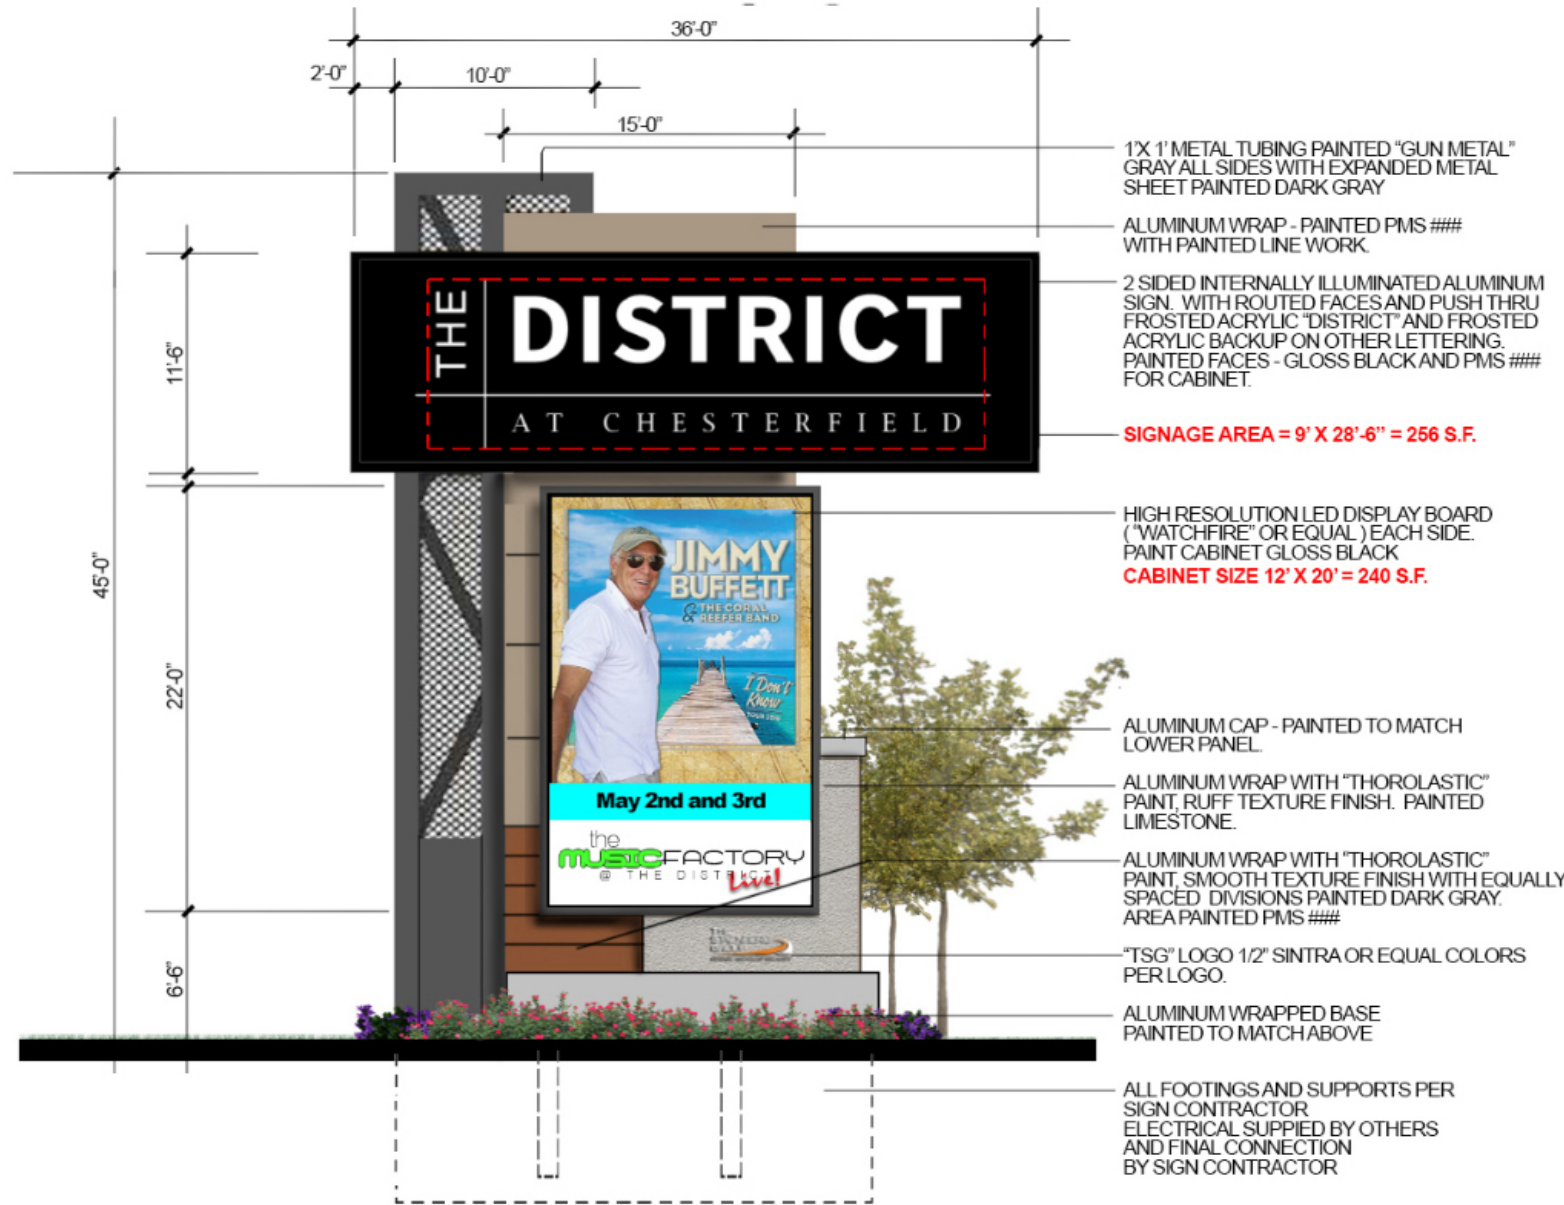 36'-0"
2'-0"
10'-0"
15'-0"
45'-0"
11'-6"
22'-0"
6'-6"
THE
DISTRICT
AT CHESTERFIELD
JIMMY
BUFFETT
& THE CORAL
REEFER BAND
I Don't
Know
May 2nd and 3rd
the
MUSIC FACTORY
@ THE DISTRICT
Live!
1'X 1' METAL TUBING PAINTED "GUN METAL"
GRAY ALL SIDES WITH EXPANDED METAL
SHEET PAINTED DARK GRAY
ALUMINUM WRAP - PAINTED PMS ###
WITH PAINTED LINE WORK.
2 SIDED INTERNALLY ILLUMINATED ALUMINUM
SIGN. WITH ROUTED FACES AND PUSH THRU
FROSTED ACRYLIC "DISTRICT" AND FROSTED
ACRYLIC BACKUP ON OTHER LETTERING.
PAINTED FACES - GLOSS BLACK AND PMS ###
FOR CABINET.
SIGNAGE AREA = 9' X 28'-6" = 256 S.F.
HIGH RESOLUTION LED DISPLAY BOARD
( "WATCHFIRE" OR EQUAL ) EACH SIDE.
PAINT CABINET GLOSS BLACK
CABINET SIZE 12' X 20' = 240 S.F.
ALUMINUM CAP - PAINTED TO MATCH
LOWER PANEL.
ALUMINUM WRAP WITH "THOROLASTIC"
PAINT, RUFF TEXTURE FINISH. PAINTED
LIMESTONE.
ALUMINUM WRAP WITH "THOROLASTIC"
PAINT, SMOOTH TEXTURE FINISH WITH EQUALLY
SPACED DIVISIONS PAINTED DARK GRAY.
AREA PAINTED PMS ###
"TSG" LOGO 1/2" SINTRA OR EQUAL COLORS
PER LOGO.
ALUMINUM WRAPPED BASE
PAINTED TO MATCH ABOVE
ALL FOOTINGS AND SUPPORTS PER
SIGN CONTRACTOR
ELECTRICAL SUPPIED BY OTHERS
AND FINAL CONNECTION
BY SIGN CONTRACTOR